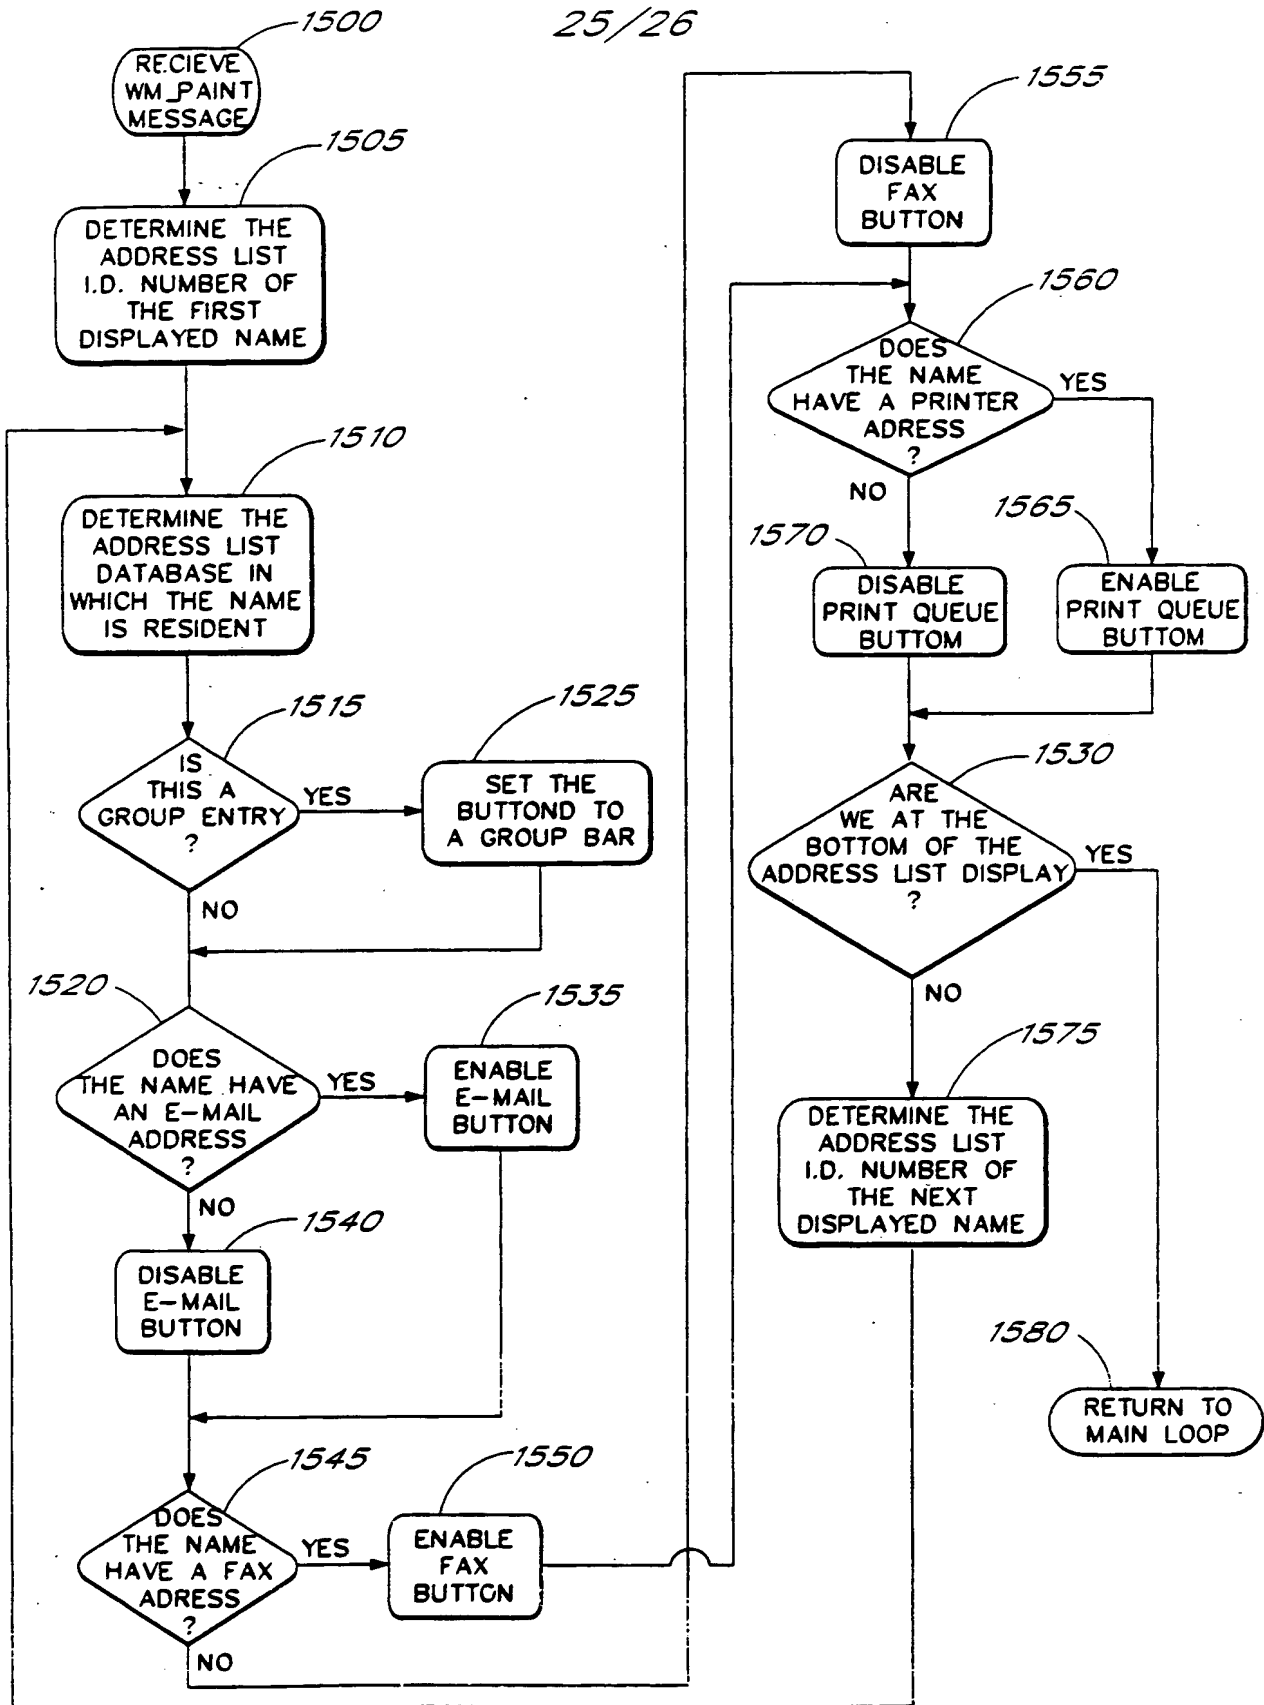 25/26
1500
RECIEVE
WM_PAINT
MESSAGE
1505
DETERMINE THE
ADDRESS LIST
I.D. NUMBER OF
THE FIRST
DISPLAYED NAME
1510
DETERMINE THE
ADDRESS LIST
DATABASE IN
WHICH THE NAME
IS RESIDENT
1515
IS
THIS A
GROUP ENTRY
?
YES
NO
1525
SET THE
BUTTOND TO
A GROUP BAR
1520
DOES
THE NAME HAVE
AN E-MAIL
ADDRESS
?
YES
NO
1535
ENABLE
E-MAIL
BUTTON
1540
DISABLE
E-MAIL
BUTTON
1545
DOES
THE NAME
HAVE A FAX
ADRESS
?
YES
NO
1550
ENABLE
FAX
BUTTON
1555
DISABLE
FAX
BUTTON
1560
DOES
THE NAME
HAVE A PRINTER
ADRESS
?
YES
NO
1565
ENABLE
PRINT QUEUE
BUTTOM
1570
DISABLE
PRINT QUEUE
BUTTOM
1530
ARE
WE AT THE
BOTTOM OF THE
ADDRESS LIST DISPLAY
?
YES
NO
1575
DETERMINE THE
ADDRESS LIST
I.D. NUMBER OF
THE NEXT
DISPLAYED NAME
1580
RETURN TO
MAIN LOOP